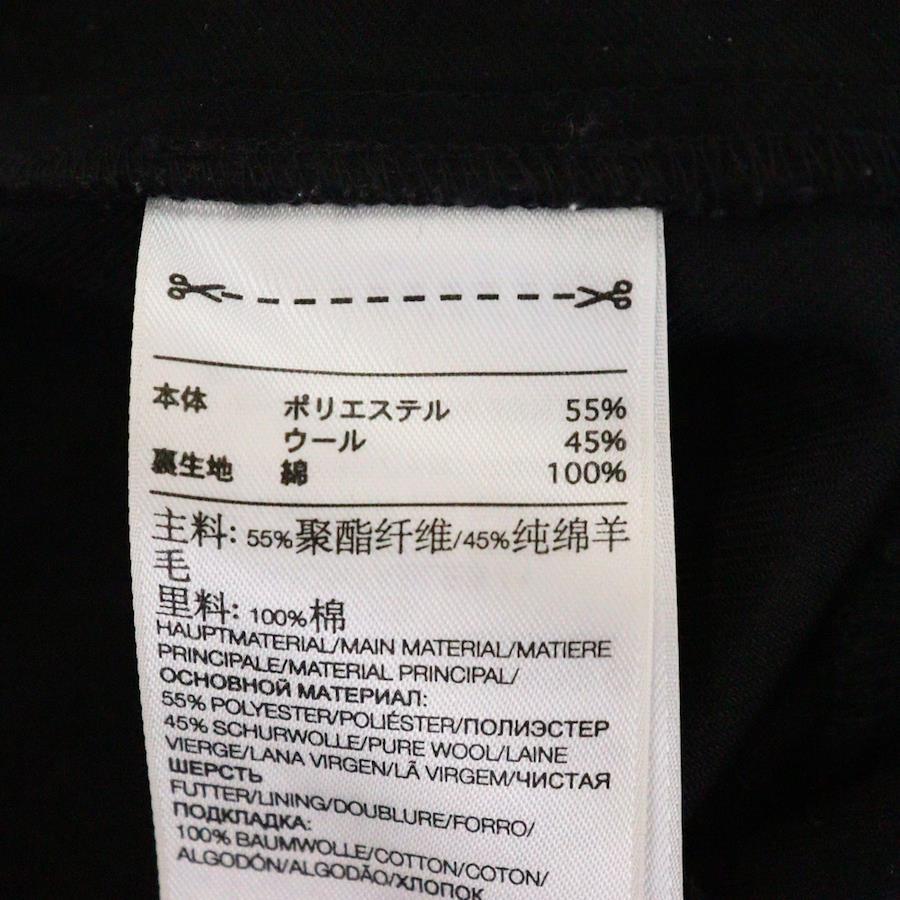 本体 ポリエステル 55%
ウール 45%
裏生地 綿 100%
主料: 55%聚酯纤维/45%纯绵羊
毛
里料: 100%棉
HAUPTMATERIAL/MAIN MATERIAL/MATIERE
PRINCIPALE/MATERIAL PRINCIPAL/
ОСНОВНОЙ МАТЕРИАЛ:
55% POLYESTER/POLIÉSTER/ПОЛИЭСТЕР
45% SCHURWOLLE/PURE WOOL/LAINE
VIERGE/LANA VIRGEN/LÃ VIRGEM/ЧИСТАЯ
ШЕРСТЬ
FUTTER/LINING/DOUBLURE/FORRO/
ПОДКЛАДКА:
100% BAUMWOLLE/COTTON/COTON/
ALGODÓN/ALGODÃO/ХЛОПОК